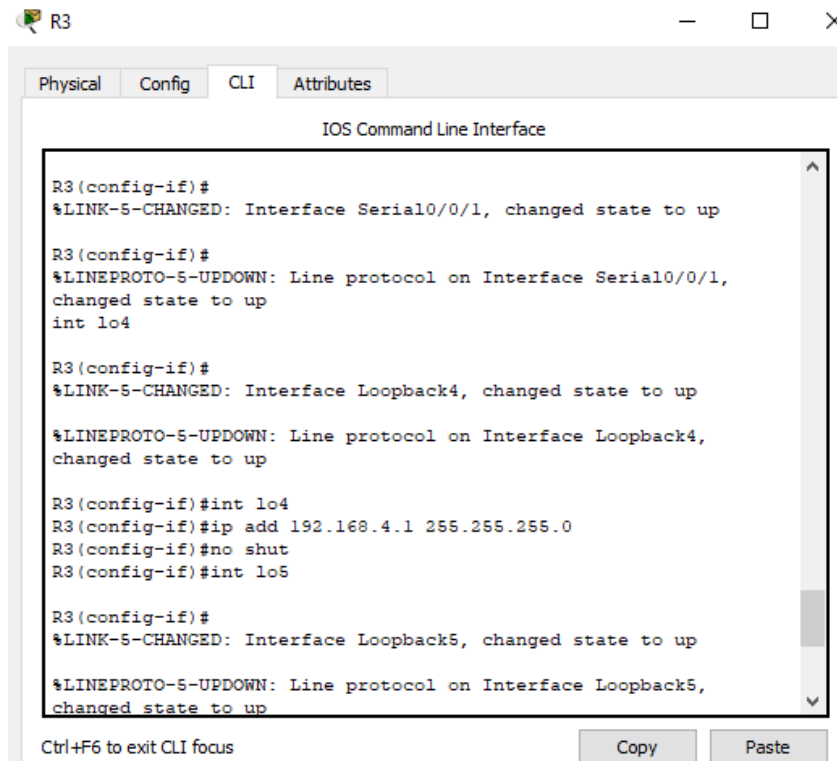 R3
Physical
Config
CLI
Attributes
IOS Command Line Interface
R3(config-if)#
%LINK-5-CHANGED: Interface Serial0/0/1, changed state to up
R3(config-if)#
%LINEPROTO-5-UPDOWN: Line protocol on Interface Serial0/0/1,
changed state to up
int lo4
R3(config-if)#
%LINK-5-CHANGED: Interface Loopback4, changed state to up
%LINEPROTO-5-UPDOWN: Line protocol on Interface Loopback4,
changed state to up
R3(config-if)#int lo4
R3(config-if)#ip add 192.168.4.1 255.255.255.0
R3(config-if)#no shut
R3(config-if)#int lo5
R3(config-if)#
%LINK-5-CHANGED: Interface Loopback5, changed state to up
%LINEPROTO-5-UPDOWN: Line protocol on Interface Loopback5,
changed state to up
Ctrl+F6 to exit CLI focus
Copy
Paste